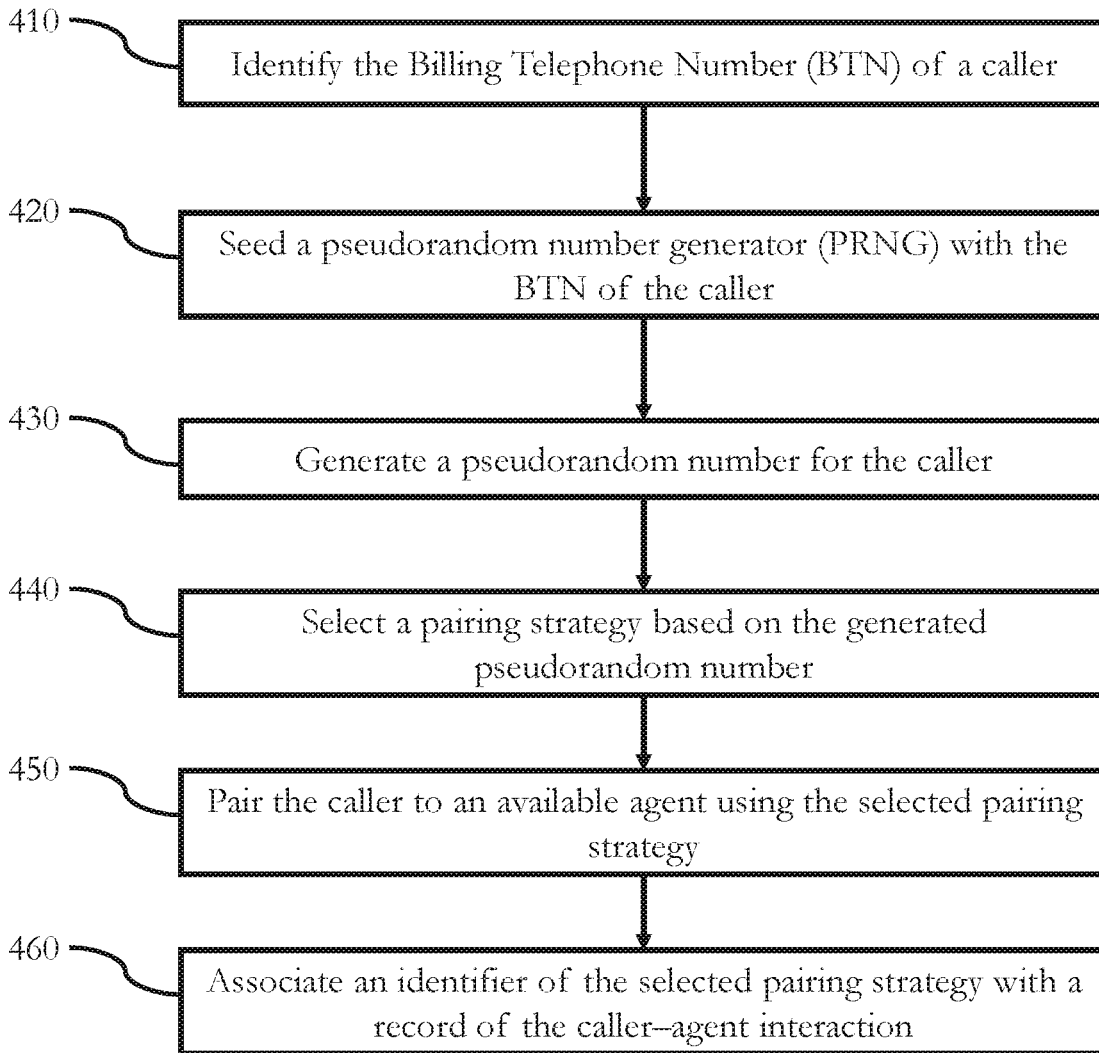 410
Identify the Billing Telephone Number (BTN) of a caller
420
Seed a pseudorandom number generator (PRNG) with the
BTN of the caller
430
Generate a pseudorandom number for the caller
440
Select a pairing strategy based on the generated
pseudorandom number
450
Pair the caller to an available agent using the selected pairing
strategy
460
Associate an identifier of the selected pairing strategy with a
record of the caller–agent interaction